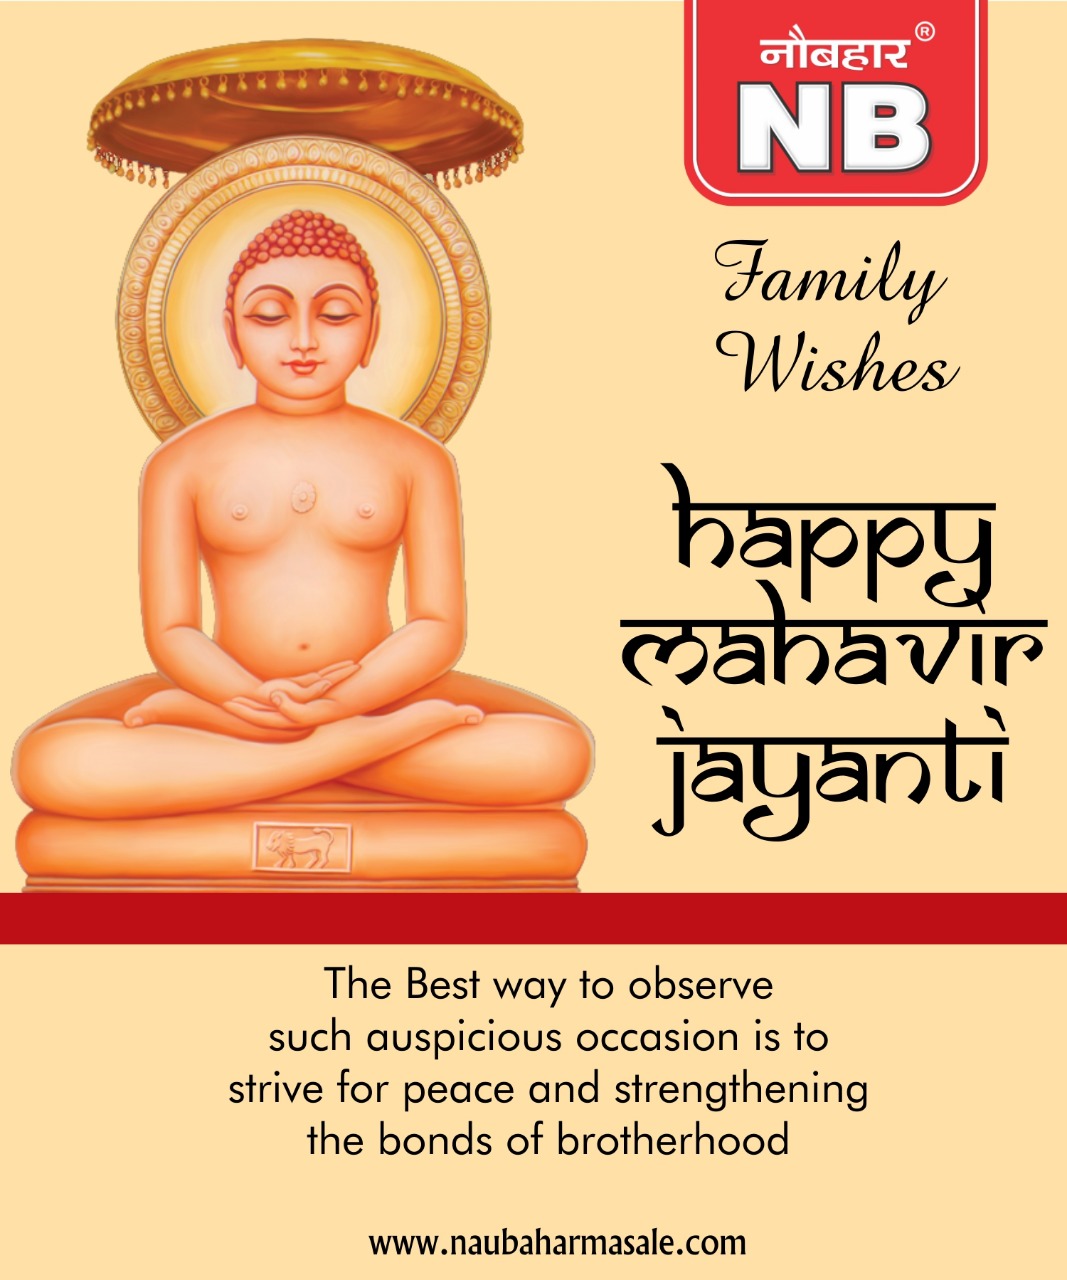 नौबहार®
NB
Family
Wishes
happy
mahavir
jayanti
The Best way to observe
such auspicious occasion is to
strive for peace and strengthening
the bonds of brotherhood
www.naubaharmasale.com